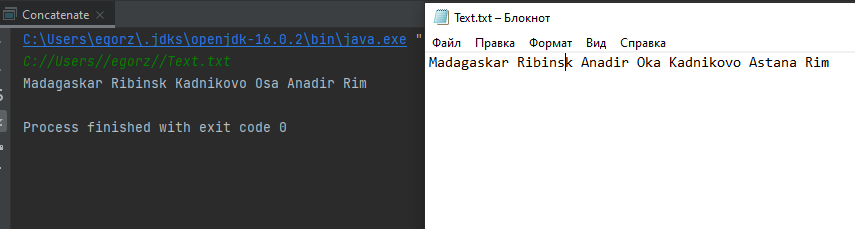 Concatenate
C:\Users\egorz\.jdks\openjdk-16.0.2\bin\java.exe "
C://Users//egorz//Text.txt
Madagaskar Ribinsk Kadnikovo Osa Anadir Rim
Process finished with exit code 0
Text.txt – Блокнот
Файл Правка Формат Вид Справка
Madagaskar Ribinsk Anadir Oka Kadnikovo Astana Rim